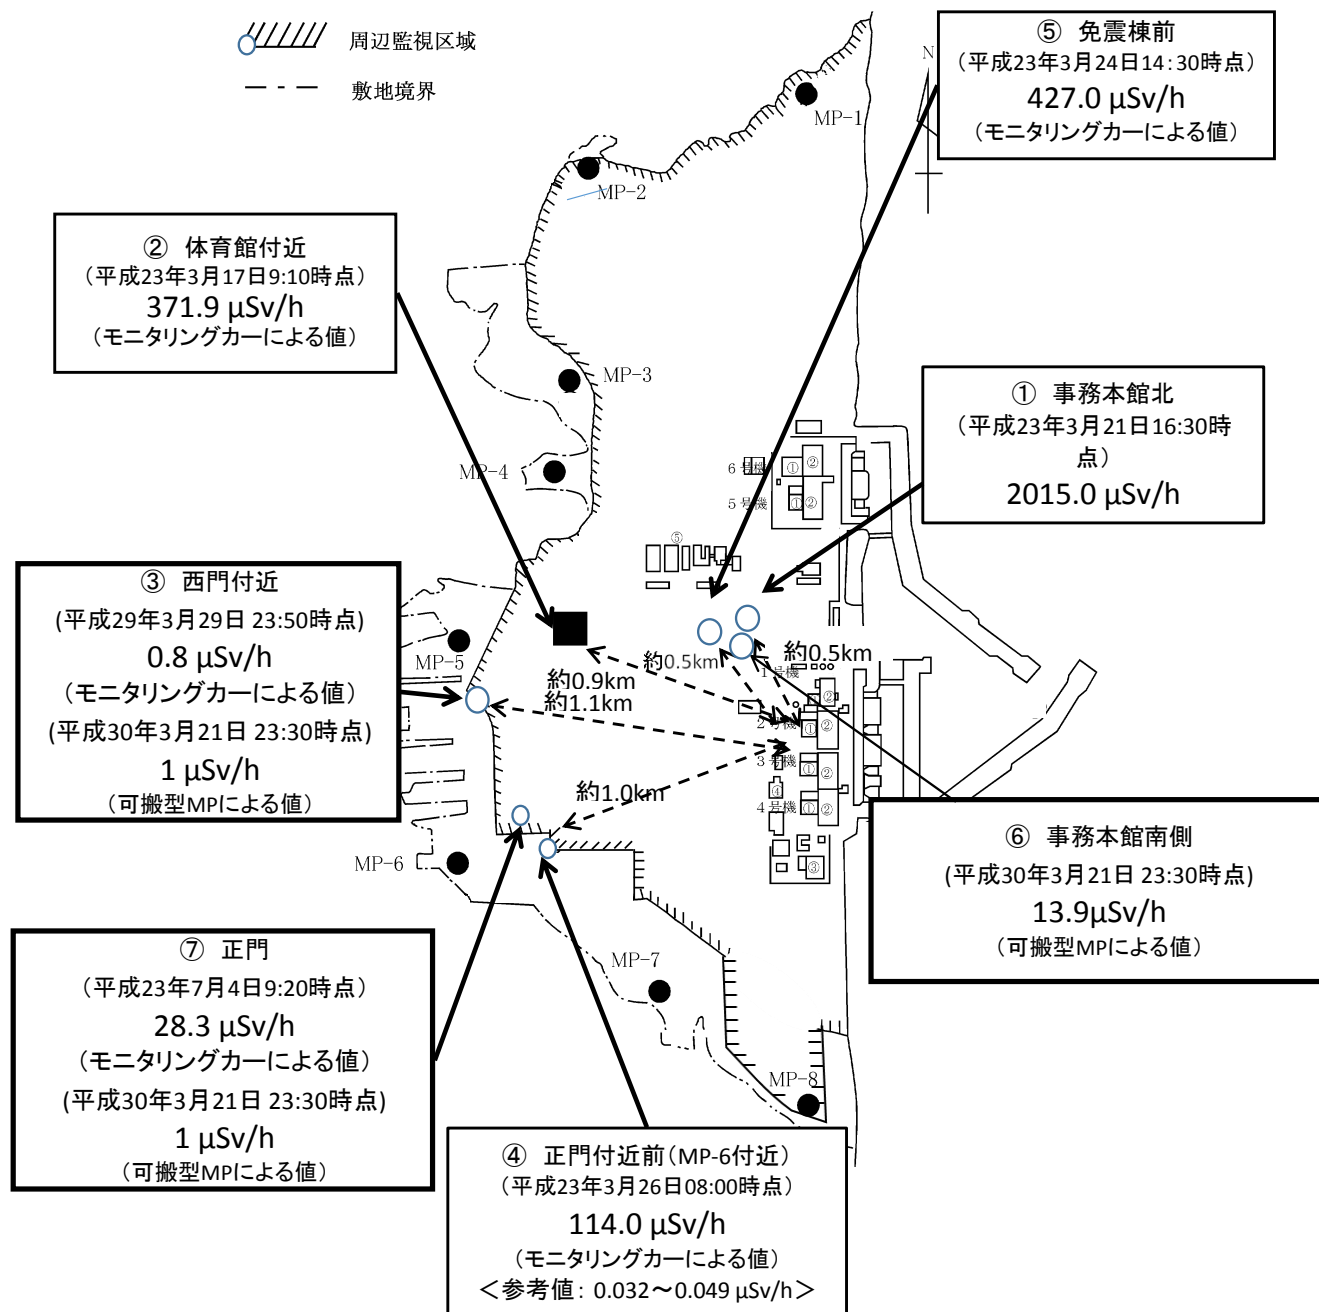 周辺監視区域
敷地境界
⑤ 免震棟前
（平成23年3月24日14：30時点）
427.0 μSv/h
（モニタリングカーによる値）
N
MP-1
MP-2
② 体育館付近
（平成23年3月17日9:10時点）
371.9 μSv/h
（モニタリングカーによる値）
MP-3
① 事務本館北
（平成23年3月21日16:30時
点）
2015.0 μSv/h
MP-4
６号機
① ②
５号機
① ②
⑤
③ 西門付近
(平成29年3月29日 23:50時点)
0.8 μSv/h
（モニタリングカーによる値）
(平成30年3月21日 23:30時点)
1 μSv/h
（可搬型MPによる値）
MP-5
約0.5km
約0.5km
約0.9km
約1.1km
１号機
②
２号機
① ②
３号機
① ②
④
４号機
① ②
③
約1.0km
MP-6
⑥ 事務本館南側
(平成30年3月21日 23:30時点)
13.9μSv/h
（可搬型MPによる値）
⑦ 正門
（平成23年7月4日9:20時点）
28.3 μSv/h
（モニタリングカーによる値）
(平成30年3月21日 23:30時点)
1 μSv/h
（可搬型MPによる値）
MP-7
MP-8
④ 正門付近前（MP-6付近）
（平成23年3月26日08:00時点）
114.0 μSv/h
（モニタリングカーによる値）
＜参考値： 0.032～0.049 μSv/h＞